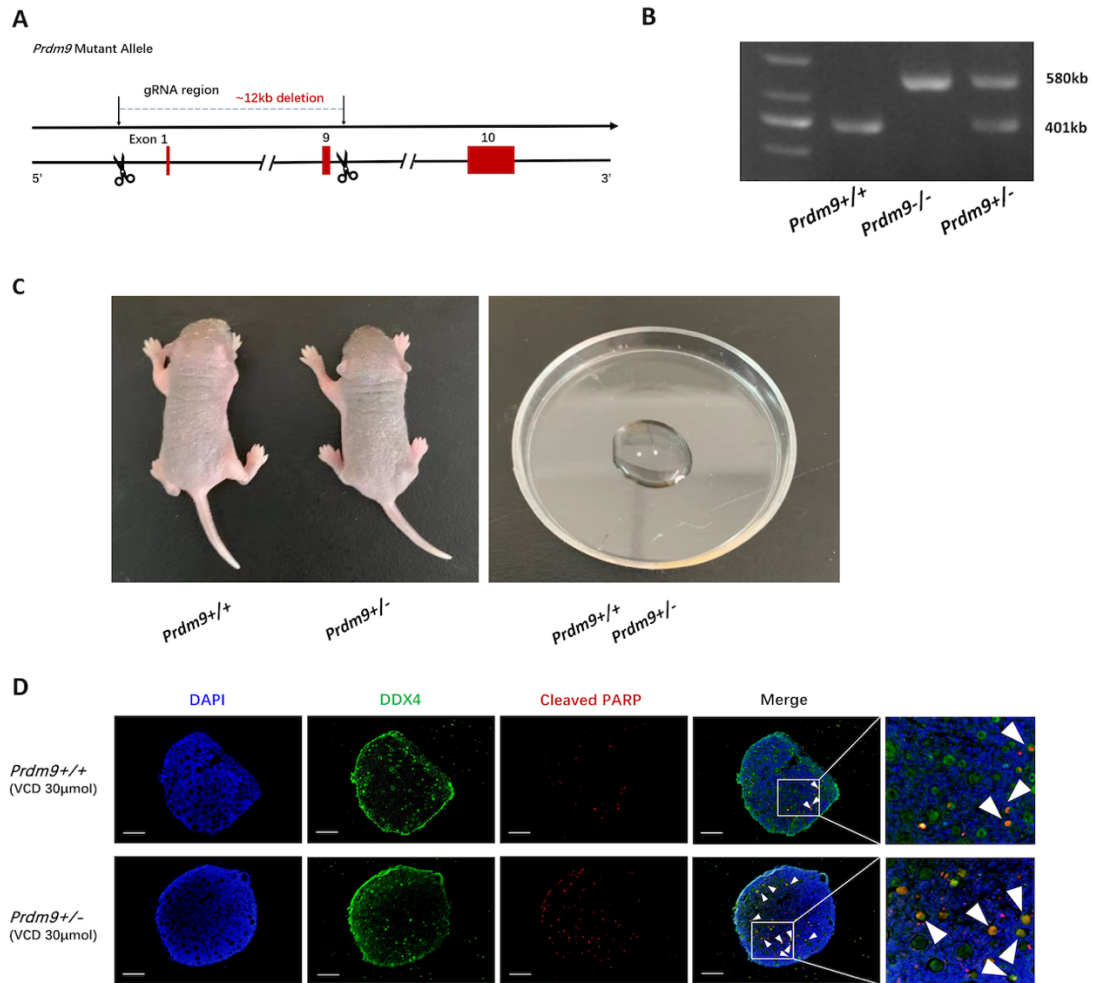 A
Prdm9 Mutant Allele
gRNA region
~12kb deletion
Exon 1
9
10
5'
3'
B
580kb
401kb
Prdm9+/+
Prdm9-/-
Prdm9+/-
C
Prdm9+/+
Prdm9+/-
Prdm9+/+
Prdm9+/-
D
DAPI
DDX4
Cleaved PARP
Merge
Prdm9+/+
(VCD 30μmol)
Prdm9+/-
(VCD 30μmol)